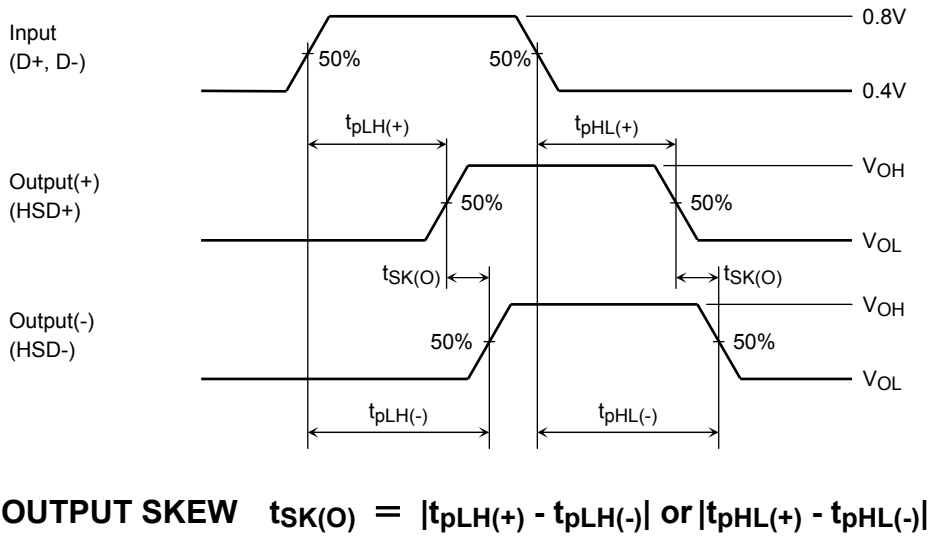 Input
(D+, D-)
50%
50%
0.8V
0.4V
tpLH(+)
tpHL(+)
Output(+)
(HSD+)
50%
50%
VOH
VOL
tSK(O)
tSK(O)
Output(-)
(HSD-)
50%
50%
VOH
VOL
tpLH(-)
tpHL(-)
OUTPUT SKEW tSK(O) = |tpLH(+) - tpLH(-)| or |tpHL(+) - tpHL(-)|